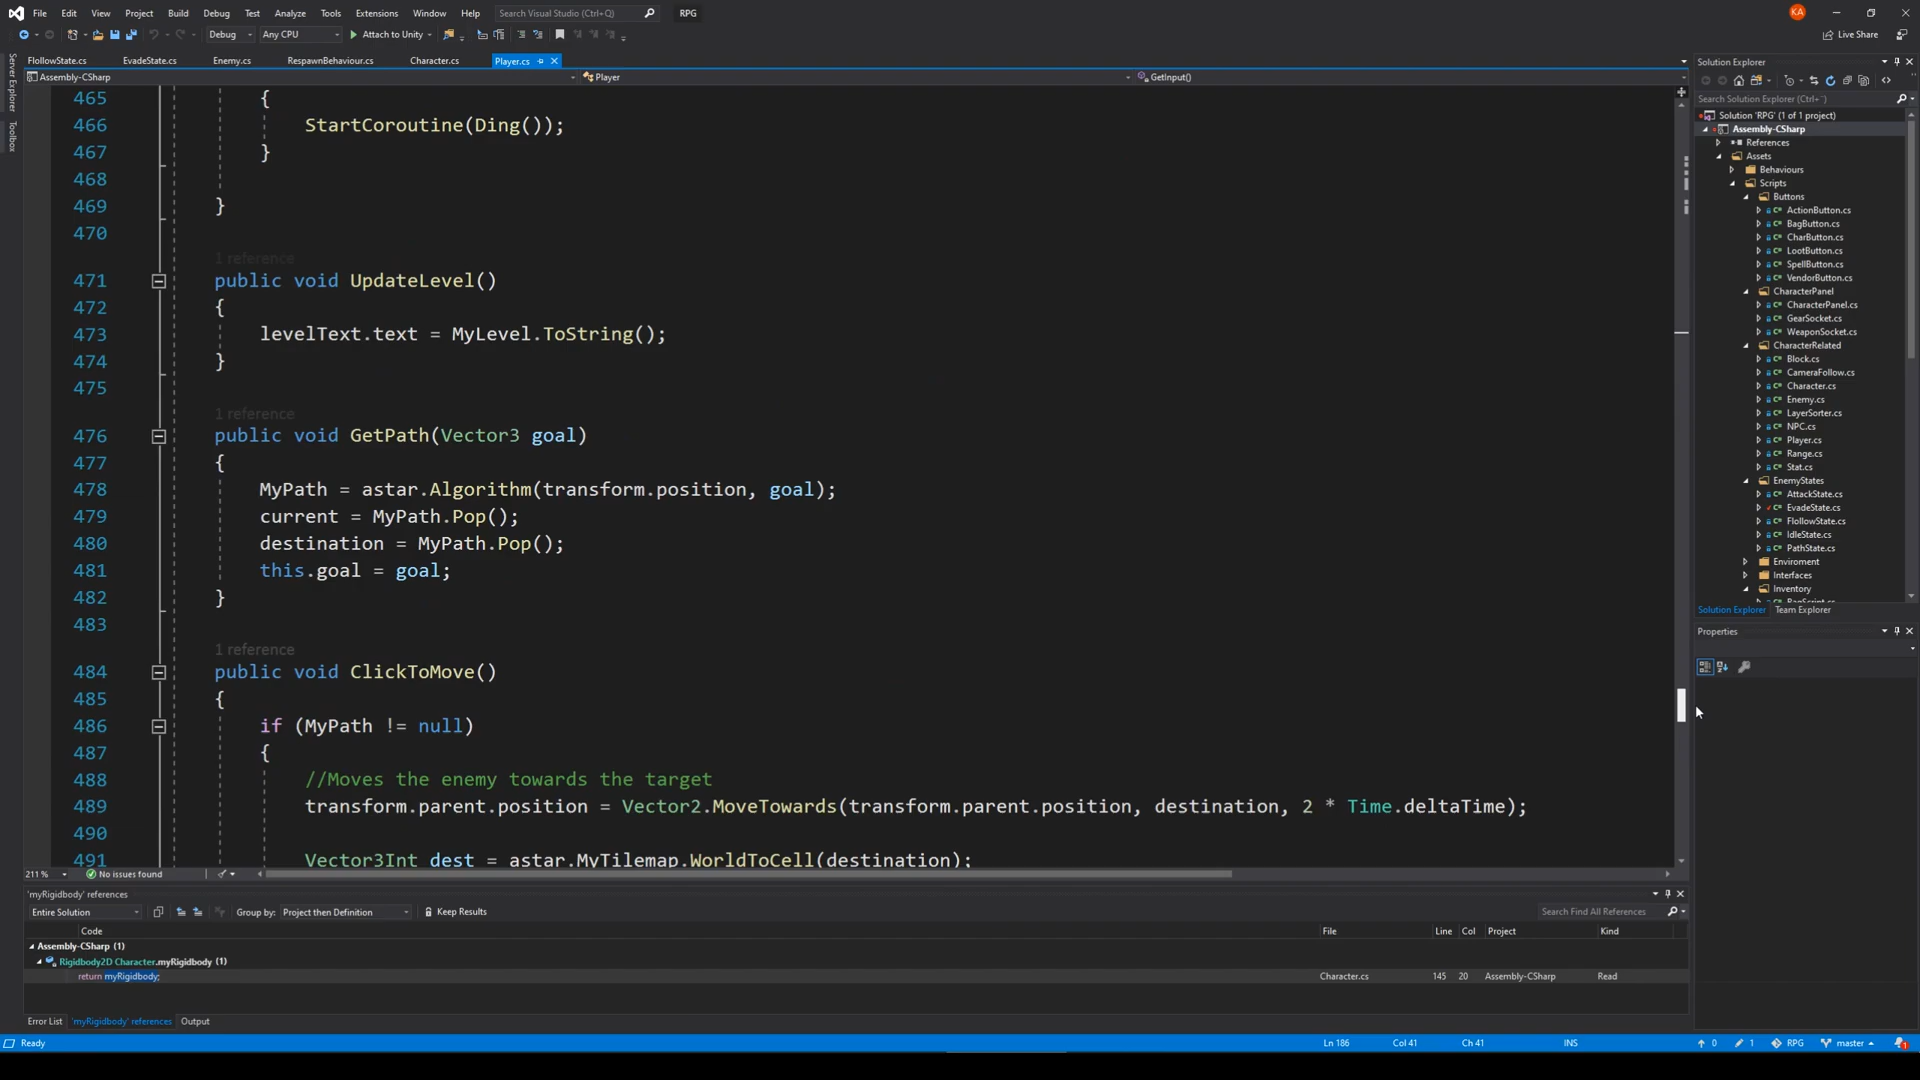 File Edit View Project Build Debug Test Analyze Tools Extensions Window Help Search Visual Studio (Ctrl+Q) RPG KA
Debug Any CPU Attach to Unity Live Share
FlollowState.cs EvadeState.cs Enemy.cs RespawnBehaviour.cs Character.cs Player.cs
Assembly-CSharp Player GetInput()
Server Explorer
Toolbox
465 {
466 StartCoroutine(Ding());
467 }
468
469 }
470
1 reference
471 public void UpdateLevel()
472 {
473 levelText.text = MyLevel.ToString();
474 }
475
1 reference
476 public void GetPath(Vector3 goal)
477 {
478 MyPath = astar.Algorithm(transform.position, goal);
479 current = MyPath.Pop();
480 destination = MyPath.Pop();
481 this.goal = goal;
482 }
483
1 reference
484 public void ClickToMove()
485 {
486 if (MyPath != null)
487 {
488 //Moves the enemy towards the target
489 transform.parent.position = Vector2.MoveTowards(transform.parent.position, destination, 2 * Time.deltaTime);
490
491 Vector3Int dest = astar.MyTilemap.WorldToCell(destination);
211 % No issues found
Solution Explorer
Search Solution Explorer (Ctrl+¨)
Solution 'RPG' (1 of 1 project)
Assembly-CSharp
References
Assets
Behaviours
Scripts
Buttons
ActionButton.cs
BagButton.cs
CharButton.cs
LootButton.cs
SpellButton.cs
VendorButton.cs
CharacterPanel
CharacterPanel.cs
GearSocket.cs
WeaponSocket.cs
CharacterRelated
Block.cs
CameraFollow.cs
Character.cs
Enemy.cs
LayerSorter.cs
NPC.cs
Player.cs
Range.cs
Stat.cs
EnemyStates
AttackState.cs
EvadeState.cs
FlollowState.cs
IdleState.cs
PathState.cs
Enviroment
Interfaces
Inventory
BagScript.cs
Solution Explorer Team Explorer
Properties
'myRigidbody' references
Entire Solution Group by: Project then Definition Keep Results Search Find All References
Code File Line Col Project Kind
Assembly-CSharp (1)
Rigidbody2D Character.myRigidbody (1)
return myRigidbody; Character.cs 145 20 Assembly-CSharp Read
Error List 'myRigidbody' references Output
Ready Ln 186 Col 41 Ch 41 INS 0 1 RPG master 1